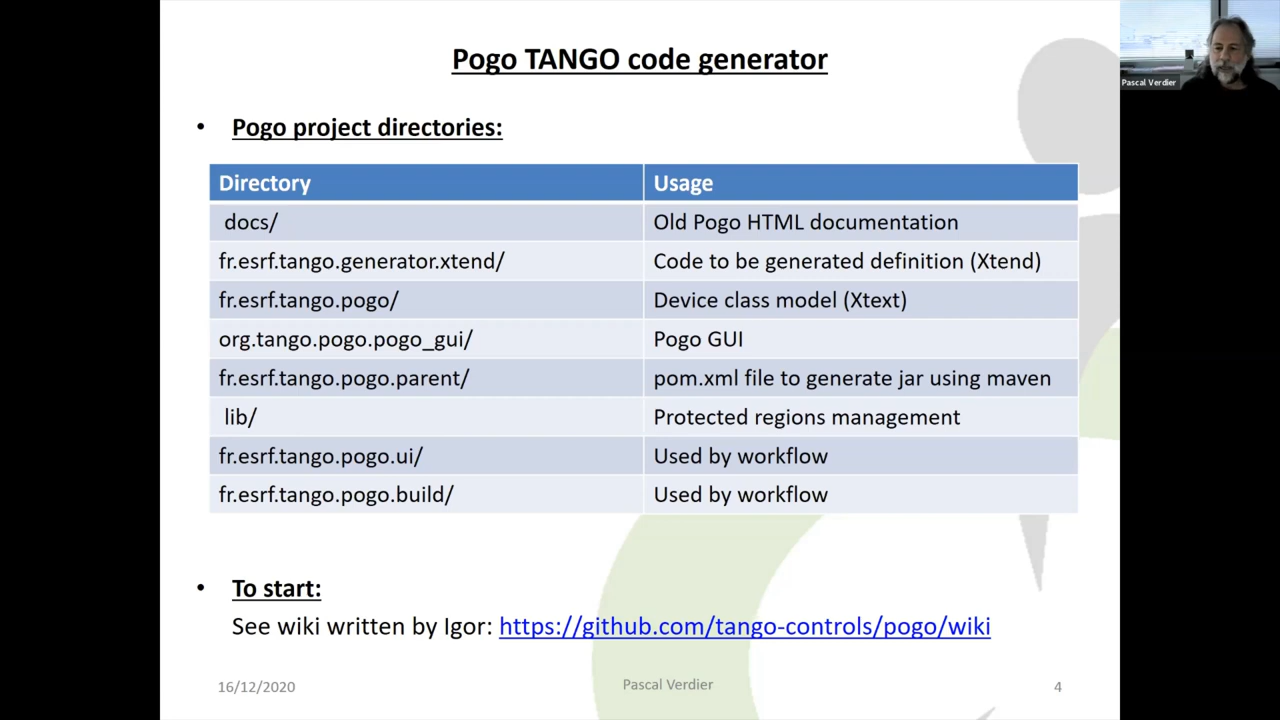 Pogo TANGO code generator
Pascal Verdier
• Pogo project directories:
Directory Usage
docs/ Old Pogo HTML documentation
fr.esrf.tango.generator.xtend/ Code to be generated definition (Xtend)
fr.esrf.tango.pogo/ Device class model (Xtext)
org.tango.pogo.pogo_gui/ Pogo GUI
fr.esrf.tango.pogo.parent/ pom.xml file to generate jar using maven
lib/ Protected regions management
fr.esrf.tango.pogo.ui/ Used by workflow
fr.esrf.tango.pogo.build/ Used by workflow
• To start:
See wiki written by Igor: https://github.com/tango-controls/pogo/wiki
16/12/2020 Pascal Verdier 4